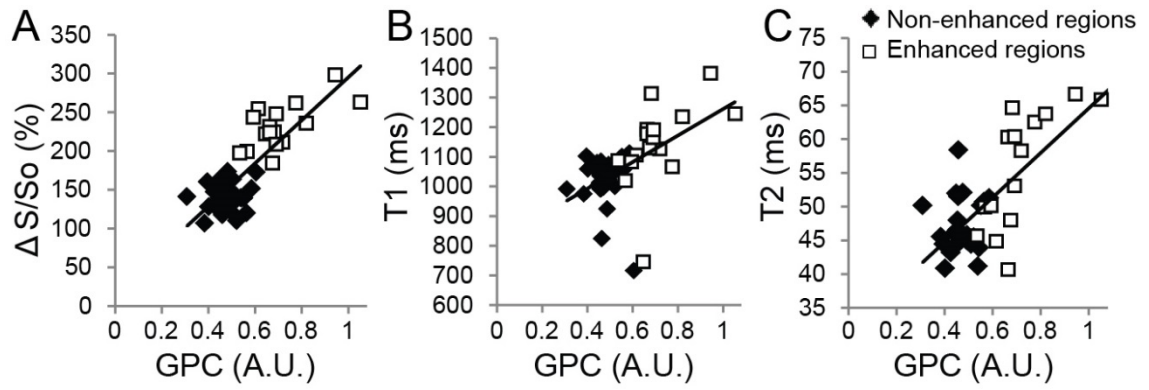 A
ΔS/So (%)
350
300
250
200
150
100
50
0
0 0.2 0.4 0.6 0.8 1
GPC (A.U.)
B
T1 (ms)
1500
1400
1300
1200
1100
1000
900
800
700
600
0 0.2 0.4 0.6 0.8 1
GPC (A.U.)
Non-enhanced regions
Enhanced regions
C
T2 (ms)
75
70
65
60
55
50
45
40
35
0 0.2 0.4 0.6 0.8 1
GPC (A.U.)